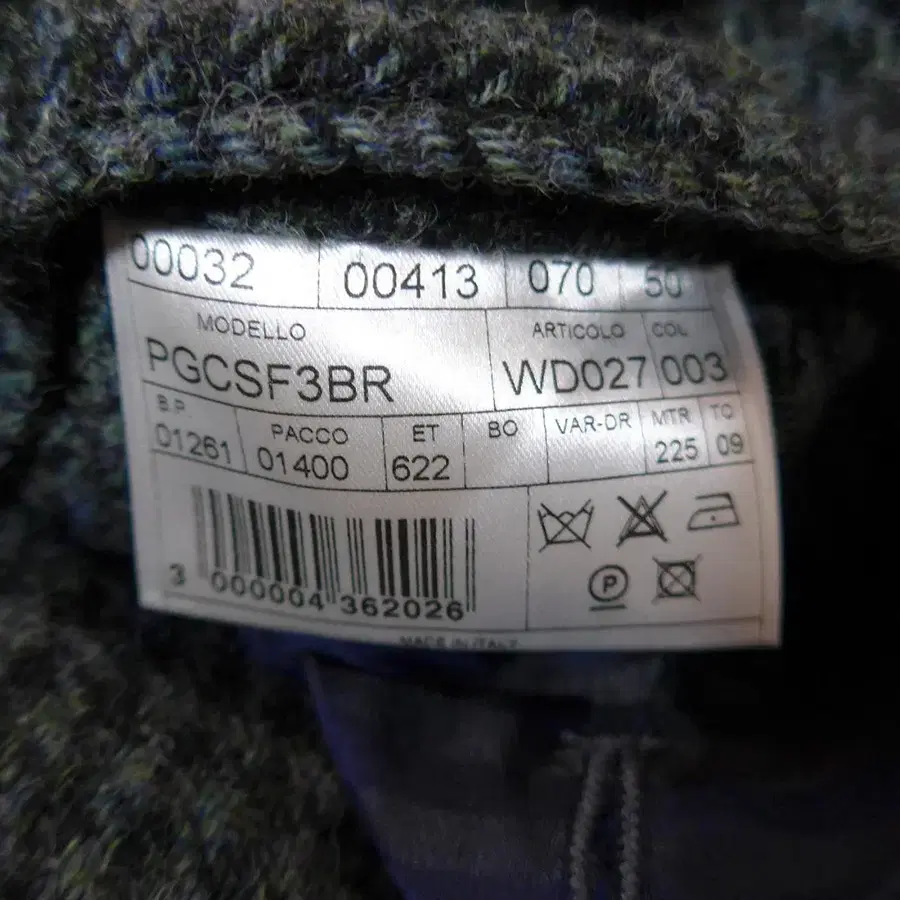 00032 00413 070 50
MODELLO ARTICOLO COL
PGCSF3BR WD027 003
B.P. PACCO ET BO VAR-DR MTR TO
01261 01400 622 225 09
P
3 000004 362026
MADE IN ITALY